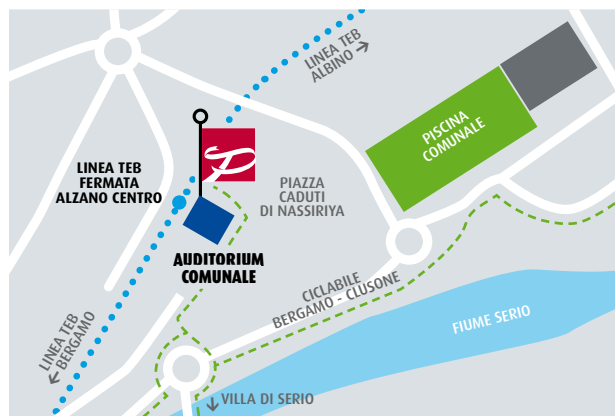 LINEA TEB
ALBINO
PISCINA
COMUNALE
LINEA TEB
FERMATA
ALZANO CENTRO
PIAZZA
CADUTI
DI NASSIRIYA
AUDITORIUM
COMUNALE
CICLABILE
BERGAMO - CLUSONE
FIUME SERIO
LINEA TEB
BERGAMO
VILLA DI SERIO